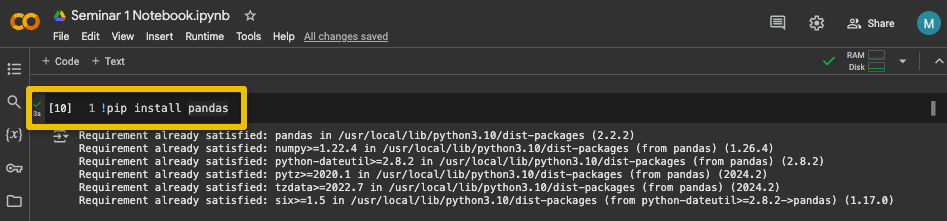 Seminar 1 Notebook.ipynb
File Edit View Insert Runtime Tools Help All changes saved
Share
M
+ Code + Text
RAM
Disk
{x}
3s
[10] 1 !pip install pandas
Requirement already satisfied: pandas in /usr/local/lib/python3.10/dist-packages (2.2.2)
Requirement already satisfied: numpy>=1.22.4 in /usr/local/lib/python3.10/dist-packages (from pandas) (1.26.4)
Requirement already satisfied: python-dateutil>=2.8.2 in /usr/local/lib/python3.10/dist-packages (from pandas) (2.8.2)
Requirement already satisfied: pytz>=2020.1 in /usr/local/lib/python3.10/dist-packages (from pandas) (2024.2)
Requirement already satisfied: tzdata>=2022.7 in /usr/local/lib/python3.10/dist-packages (from pandas) (2024.2)
Requirement already satisfied: six>=1.5 in /usr/local/lib/python3.10/dist-packages (from python-dateutil>=2.8.2->pandas) (1.17.0)